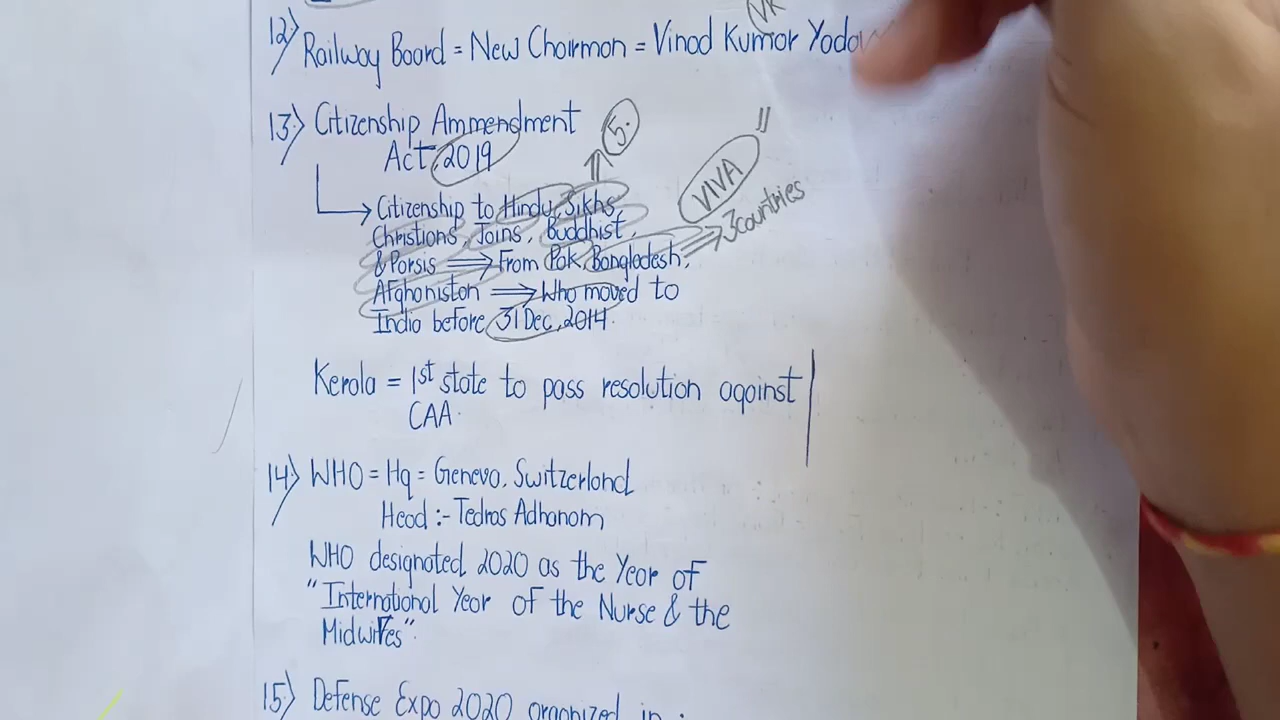 VK
12) Railway Board = New Chairman = Vinod Kumar Yadav
13) Citizenship Ammendment
Act, 2019
5.
Citizenship to Hindu, Sikhs,
Christians, Jains, Buddhist,
& Parsis ⟹ From Pak, Bangladesh,
Afghanistan ⟹ Who moved to
India before 31 Dec, 2014.
VIVA
3 countries
Kerala = 1st state to pass resolution against
CAA.
14) WHO = Hq = Geneva, Switzerland
Head :- Tedros Adhanom
WHO designated 2020 as the Year of
"International Year of the Nurse & the
Midwifes".
15) Defense Expo 2020 organized in :